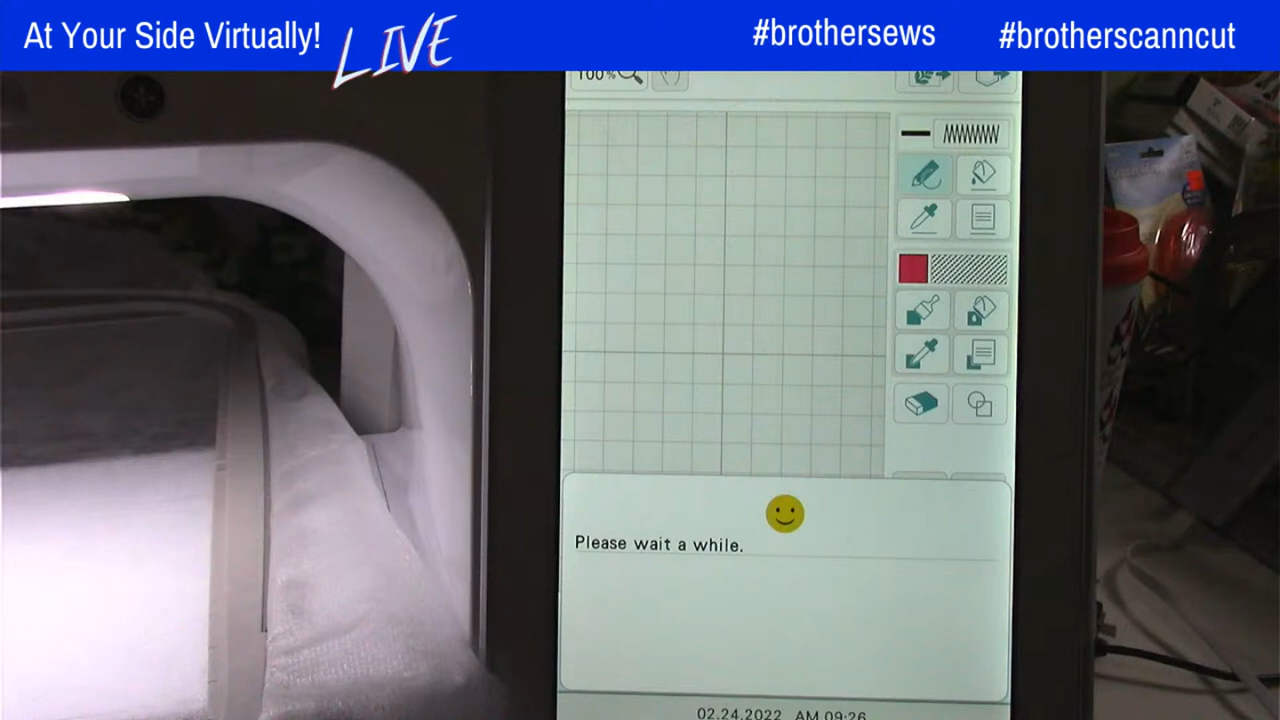 At Your Side Virtually!
LIVE
#brothersews
#brotherscanncut
100%
Please wait a while.
02.24.2022 AM 09:26